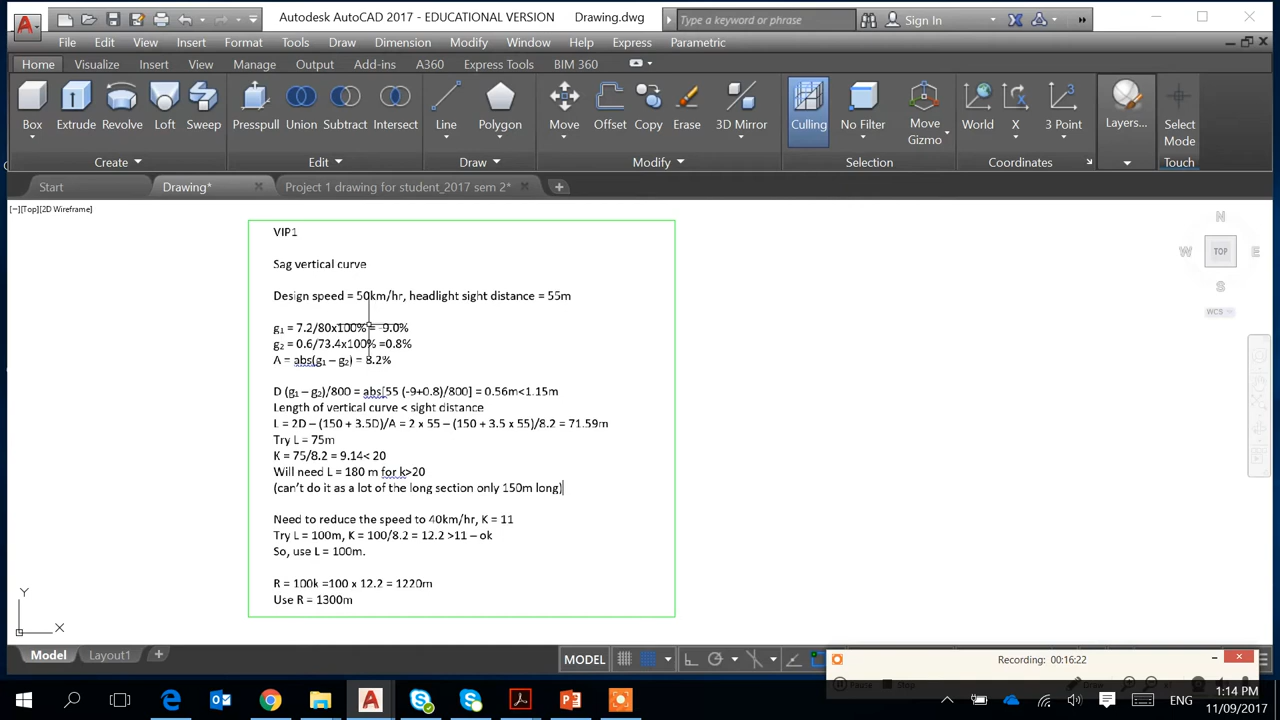 Autodesk AutoCAD 2017 - EDUCATIONAL VERSION Drawing.dwg
Type a keyword or phrase
Sign In
File Edit View Insert Format Tools Draw Dimension Modify Window Help Express Parametric
Home Visualize Insert View Manage Output Add-ins A360 Express Tools BIM 360
Box Extrude Revolve Loft Sweep Presspull Union Subtract Intersect Line Polygon Move Offset Copy Erase 3D Mirror Culling No Filter Move Gizmo World X 3 Point Layers... Select Mode
Create Edit Draw Modify Selection Coordinates Touch
Start Drawing* Project 1 drawing for student_2017 sem 2*
[−][Top][2D Wireframe]
N
W TOP E
S
WCS
VIP1
Sag vertical curve
Design speed = 50km/hr, headlight sight distance = 55m
g1 = 7.2/80x100% = -9.0%
g2 = 0.6/73.4x100% =0.8%
A = abs(g1 – g2) = 8.2%
D (g1 – g2)/800 = abs[55 (-9+0.8)/800] = 0.56m<1.15m
Length of vertical curve < sight distance
L = 2D – (150 + 3.5D)/A = 2 x 55 – (150 + 3.5 x 55)/8.2 = 71.59m
Try L = 75m
K = 75/8.2 = 9.14< 20
Will need L = 180 m for k>20
(can't do it as a lot of the long section only 150m long)
Need to reduce the speed to 40km/hr, K = 11
Try L = 100m, K = 100/8.2 = 12.2 >11 – ok
So, use L = 100m.
R = 100k =100 x 12.2 = 1220m
Use R = 1300m
Y
X
Model Layout1
MODEL
Recording: 00:16:22
Pause Stop Draw
ENG
1:14 PM
11/09/2017